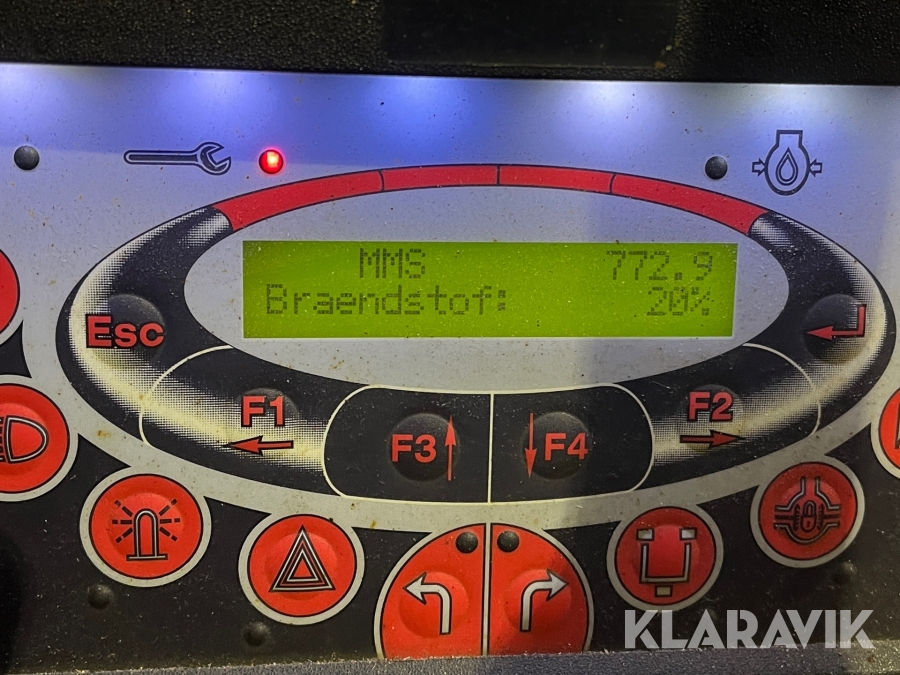 MMS 772.9
Braendstof: 20%
Esc
F1 F2
F3 F4
KLARAVIK